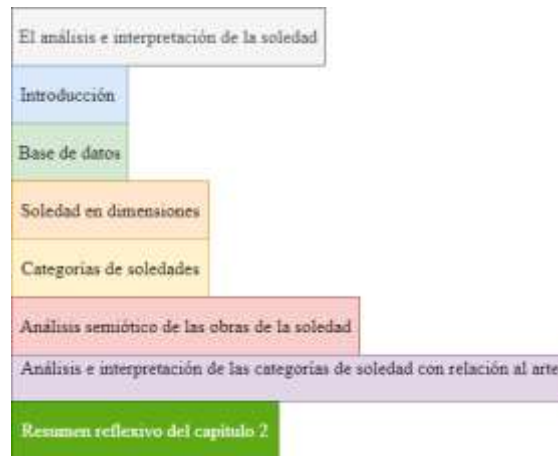 El análisis e interpretación de la soledad
Introducción
Base de datos
Soledad en dimensiones
Categorías de soledades
Análisis semiótico de las obras de la soledad
Análisis e interpretación de las categorías de soledad con relación al arte
Resumen reflexivo del capitulo 2